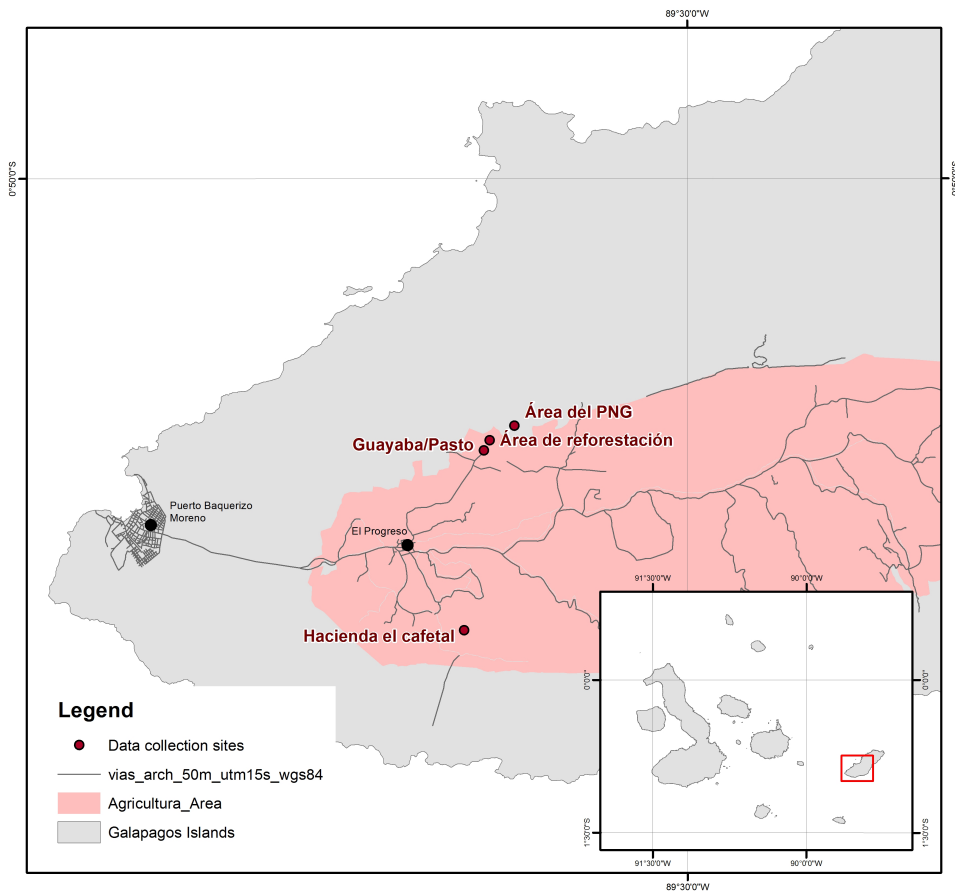 89°30'0"W
0°50'0"S
0°50'0"S
Área del PNG
Guayaba/Pasto
Área de reforestación
Puerto Baquerizo
Moreno
El Progreso
Hacienda el cafetal
91°30'0"W
90°0'0"W
0°0'0"
0°0'0"
1°30'0"S
1°30'0"S
91°30'0"W
90°0'0"W
Legend
Data collection sites
vias_arch_50m_utm15s_wgs84
Agricultura_Area
Galapagos Islands
89°30'0"W